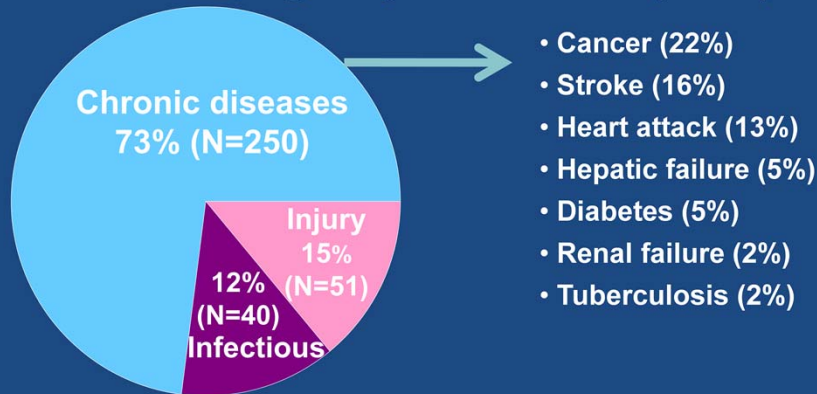 Chronic diseases
73% (N=250)
Injury
15%
(N=51)
12%
(N=40)
Infectious
• Cancer (22%)
• Stroke (16%)
• Heart attack (13%)
• Hepatic failure (5%)
• Diabetes (5%)
• Renal failure (2%)
• Tuberculosis (2%)